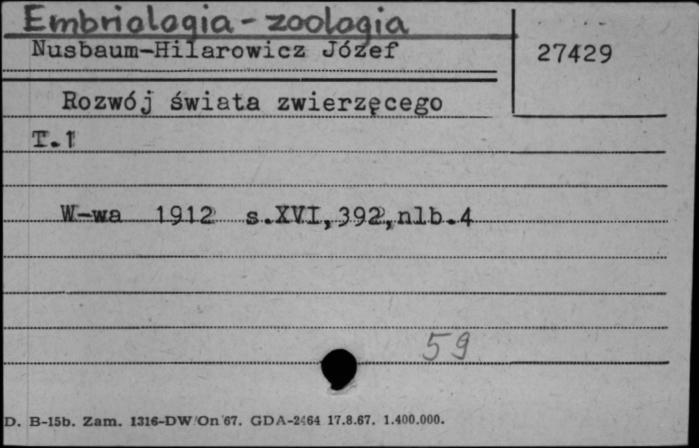 Embriologia - zoologia
Nusbaum-Hilarowicz Józef
27429
Rozwój świata zwierzęcego
T.1
W-wa 1912 s.XVI,392,nlb.4
59
D. B-15b. Zam. 1316-DW/On 67. GDA-2464 17.8.67. 1.400.000.